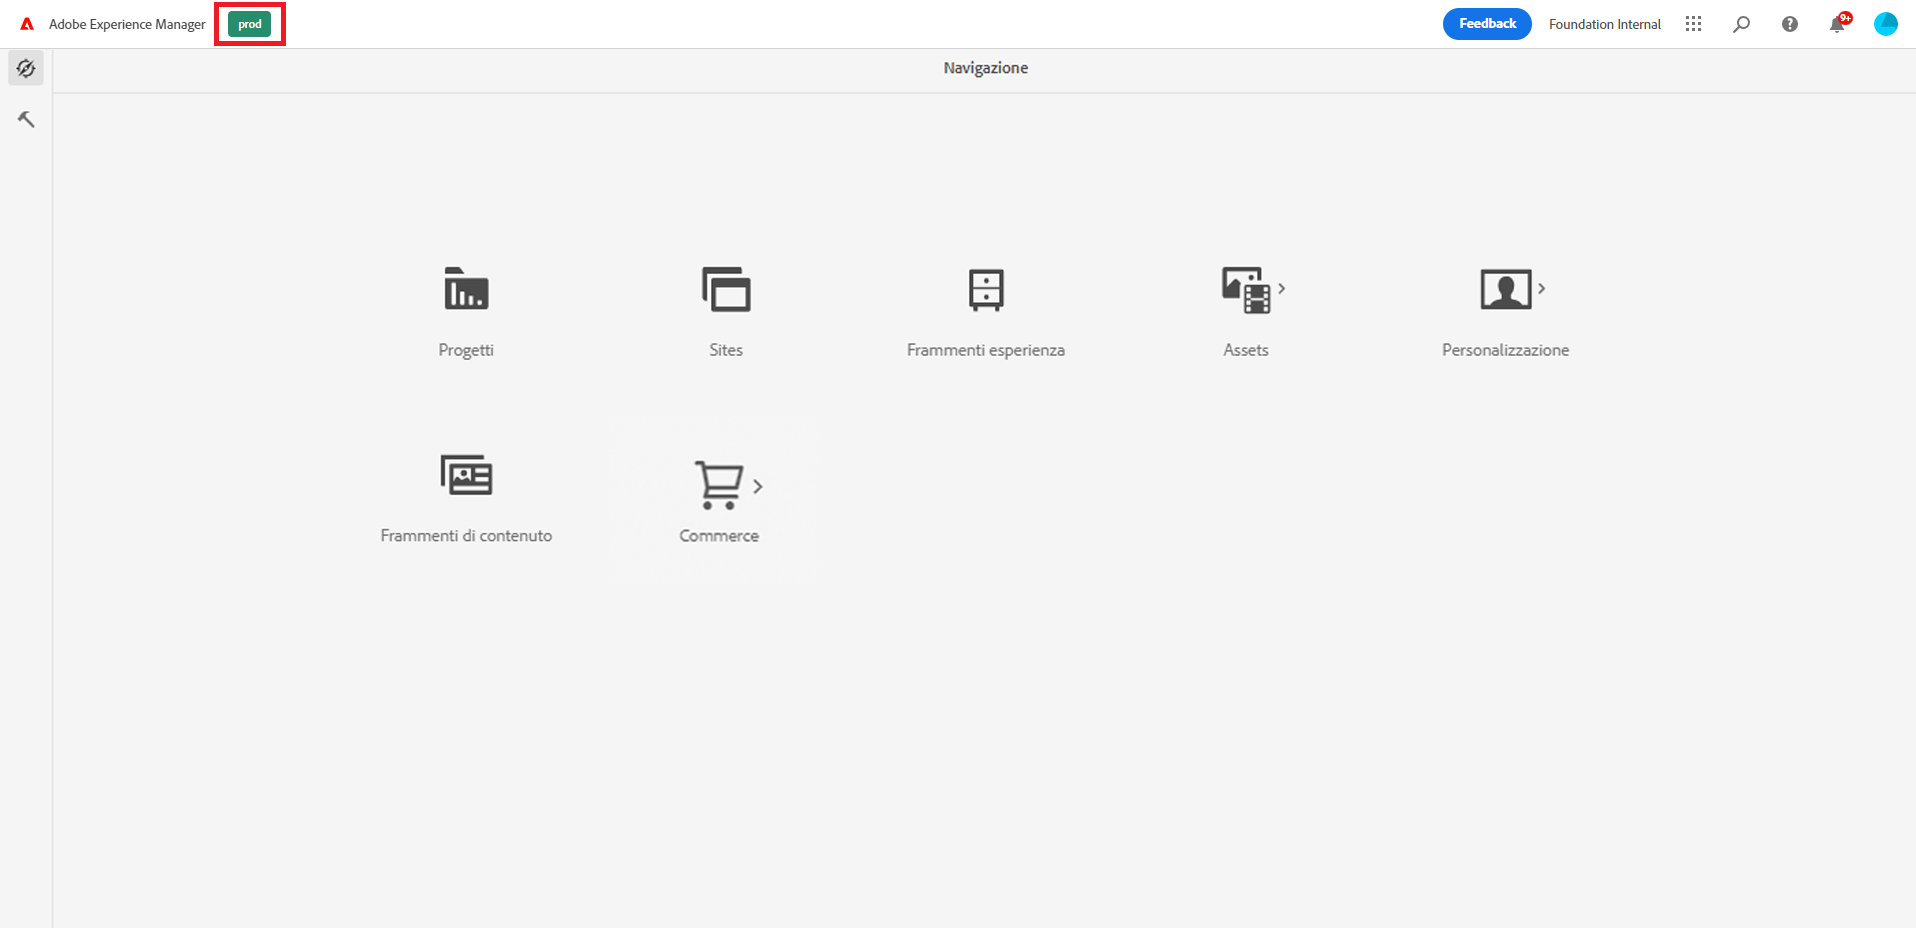 Adobe Experience Manager prod Feedback Foundation Internal 9+
Navigazione
Progetti Sites Frammenti esperienza Assets Personalizzazione
Frammenti di contenuto Commerce